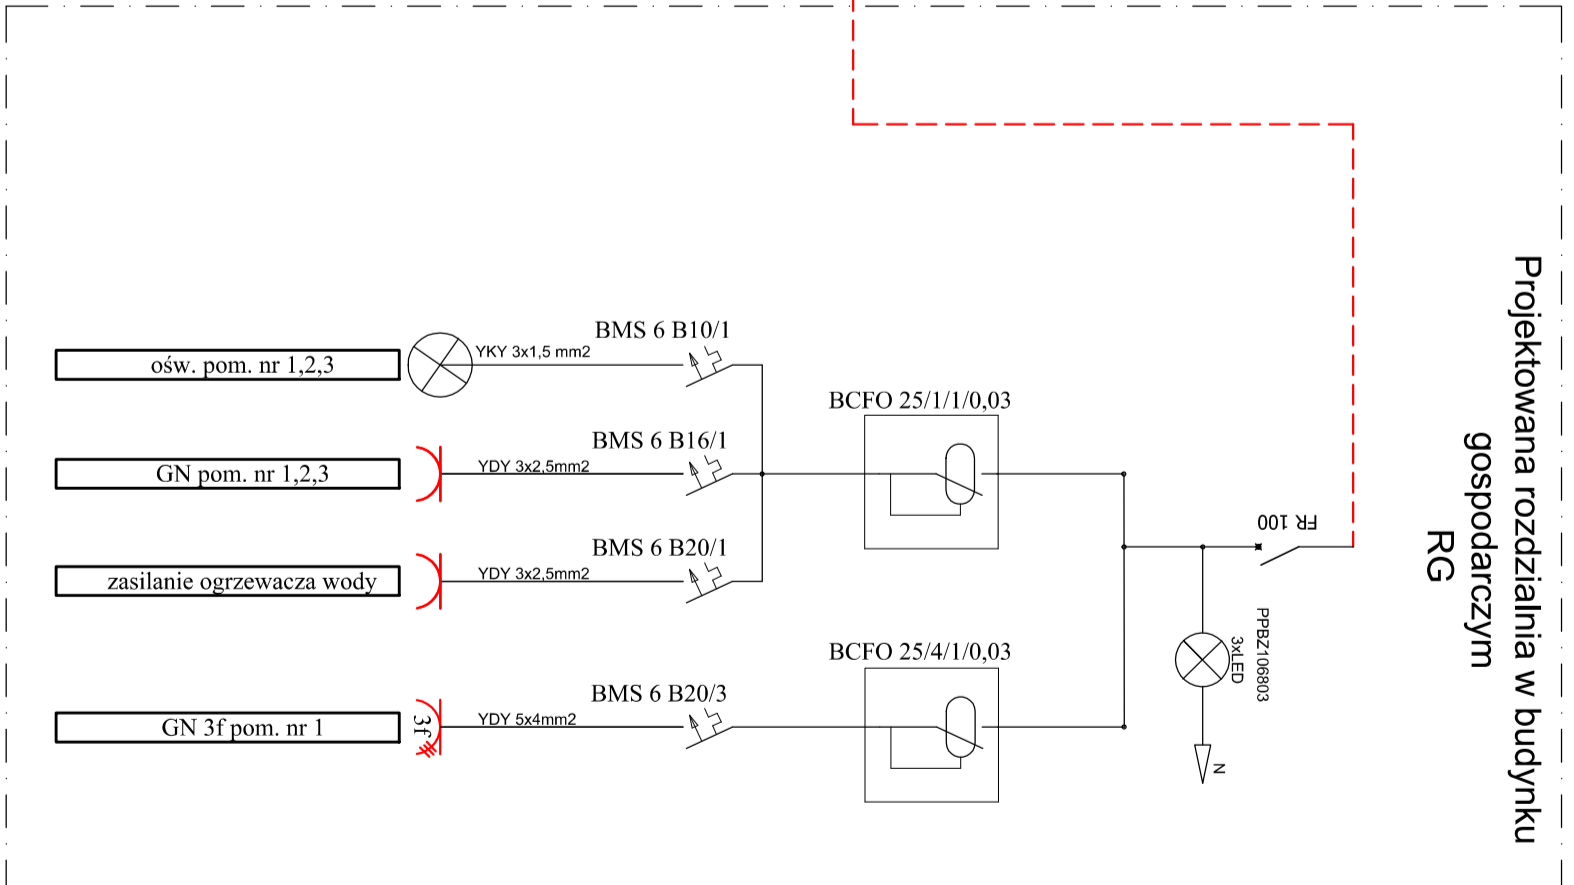 Projektowana rozdzialnia w budynku
gospodarczym
RG
BMS 6 B10/1
YKY 3x1,5 mm2
ośw. pom. nr 1,2,3
BCFO 25/1/1/0,03
BMS 6 B16/1
YDY 3x2,5mm2
GN pom. nr 1,2,3
FR 100
BMS 6 B20/1
YDY 3x2,5mm2
zasilanie ogrzewacza wody
PPBZ106803
3xLED
N
BCFO 25/4/1/0,03
BMS 6 B20/3
YDY 5x4mm2
3f
GN 3f pom. nr 1